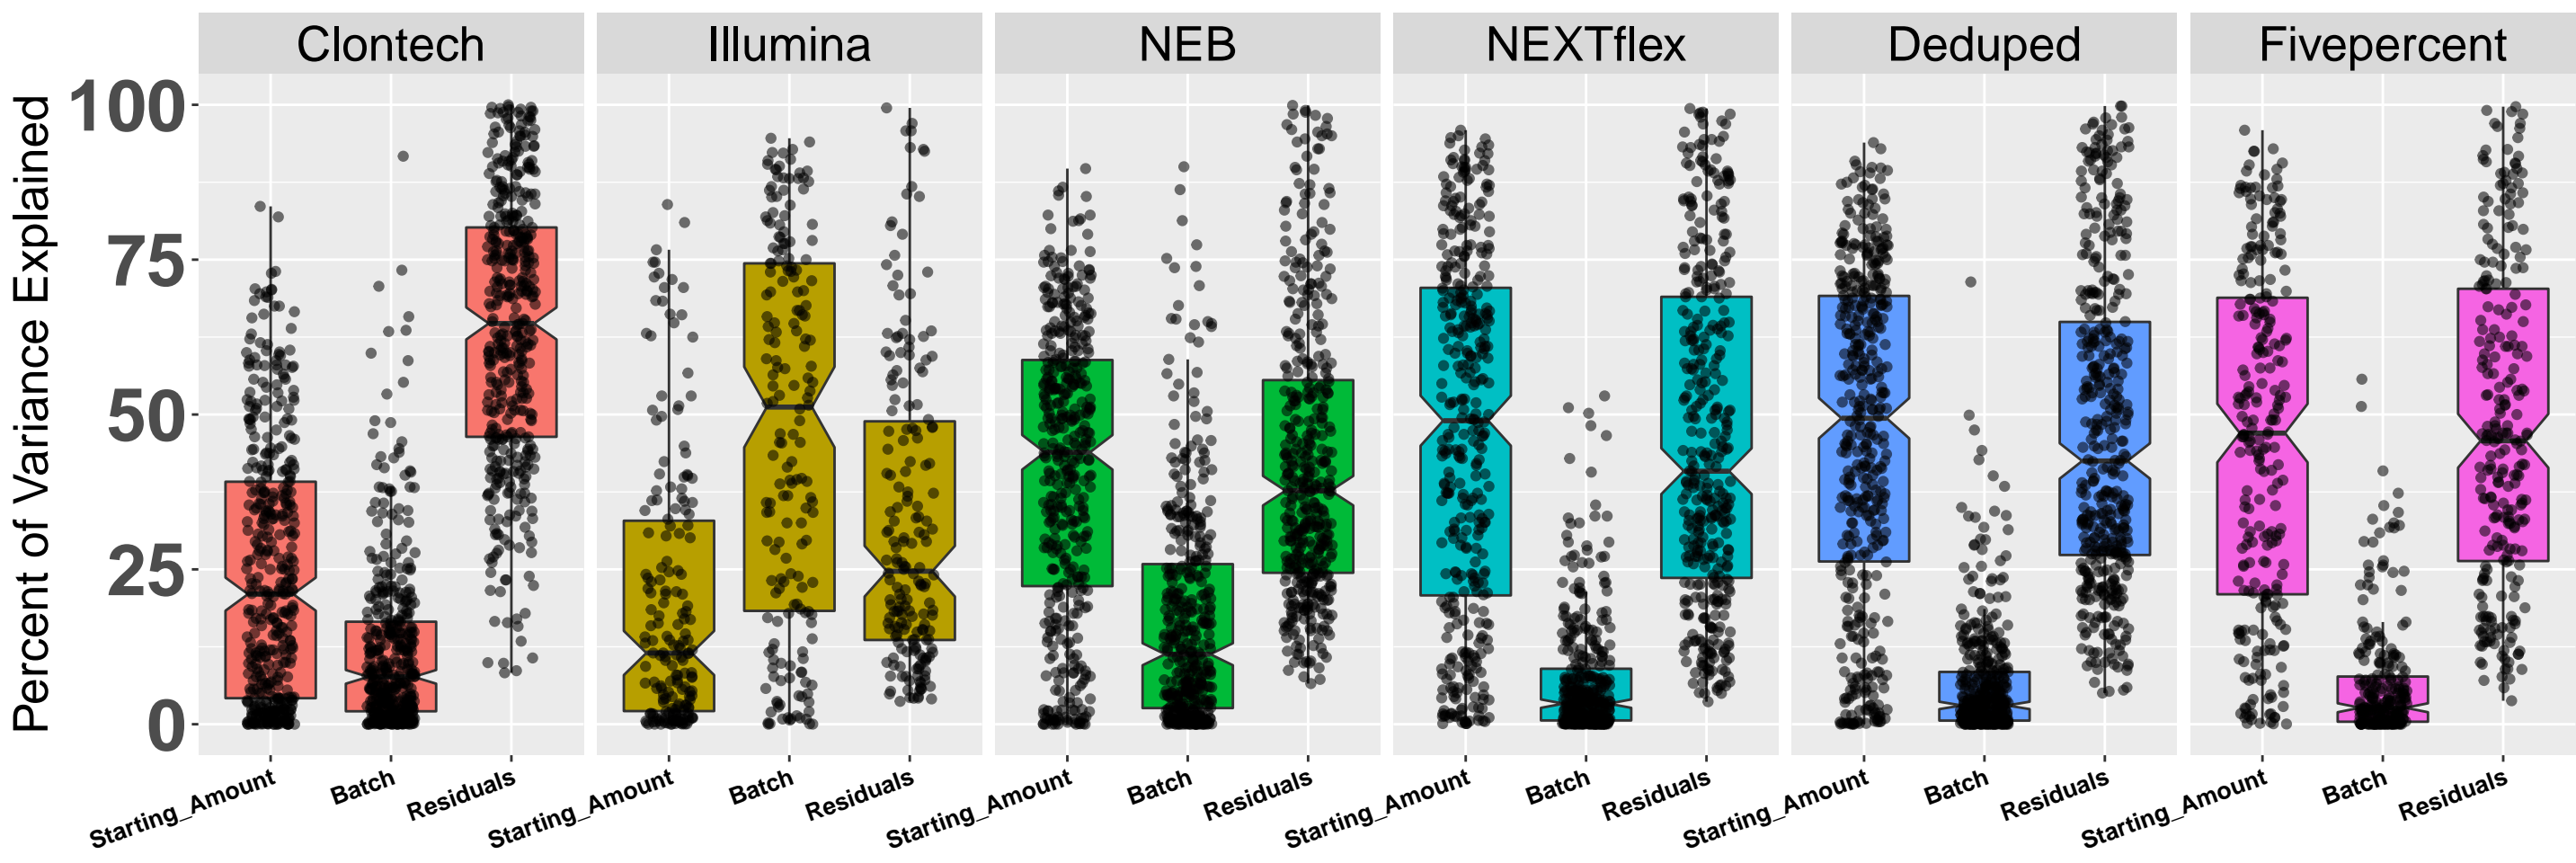 Clontech
Illumina
NEB
NEXTflex
Deduped
Fivepercent
Percent of Variance Explained
100
75
50
25
0
Starting_Amount
Batch
Residuals
Starting_Amount
Batch
Residuals
Starting_Amount
Batch
Residuals
Starting_Amount
Batch
Residuals
Starting_Amount
Batch
Residuals
Starting_Amount
Batch
Residuals